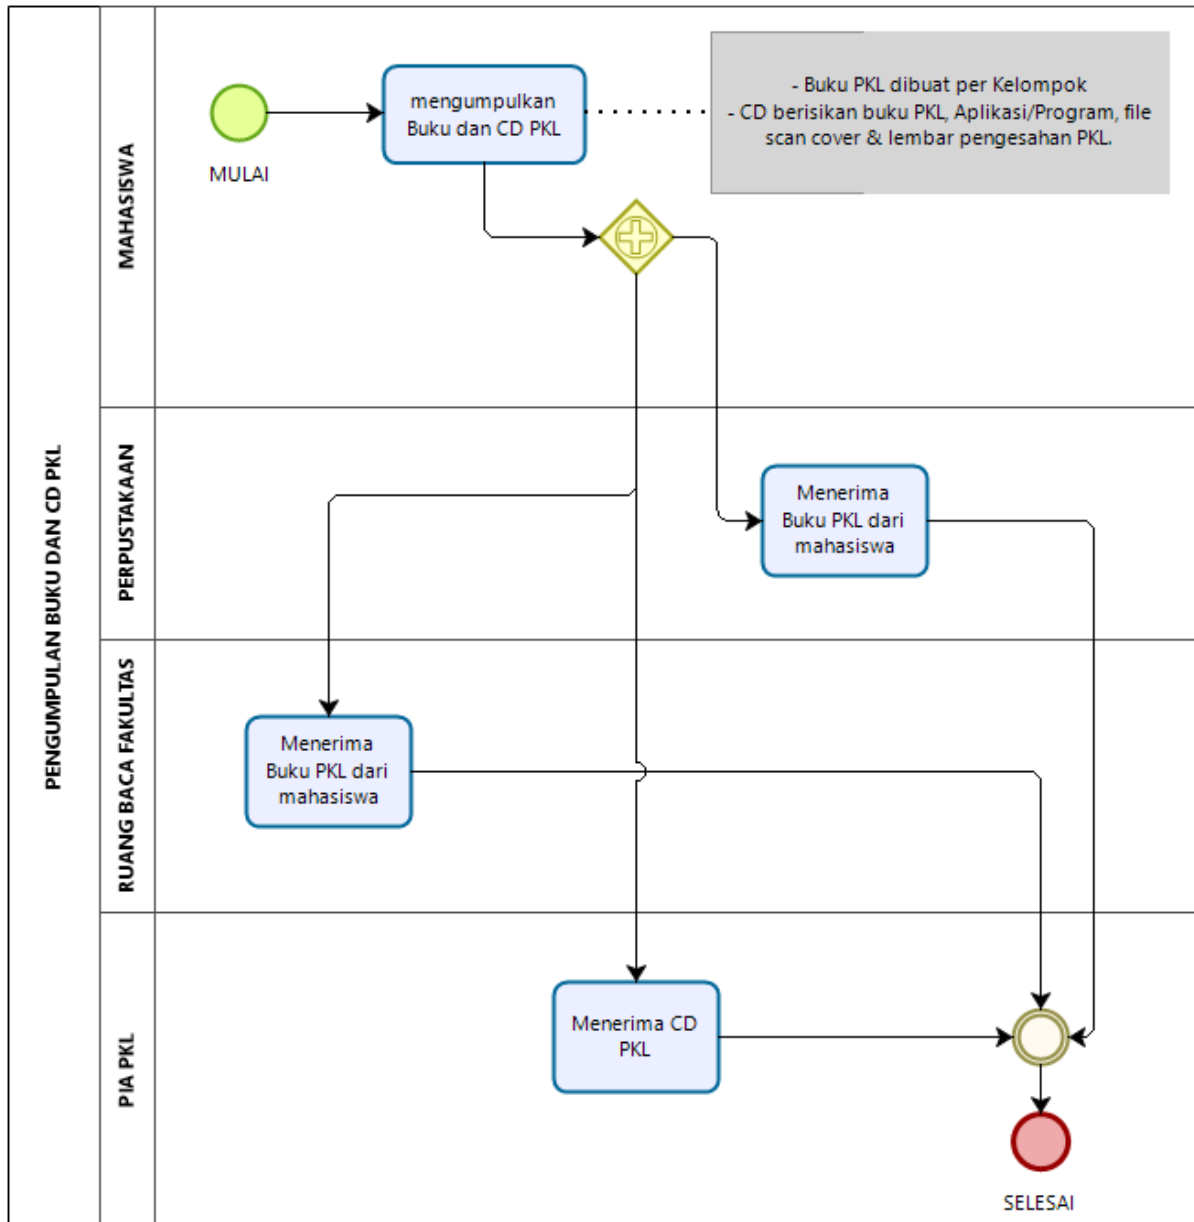 PENGUMPULAN BUKU DAN CD PKL
MAHASISWA
MULAI
mengumpulkan
Buku dan CD PKL
- Buku PKL dibuat per Kelompok
- CD berisikan buku PKL, Aplikasi/Program, file
scan cover & lembar pengesahan PKL.
PERPUSTAKAAN
Menerima
Buku PKL dari
mahasiswa
RUANG BACA FAKULTAS
Menerima
Buku PKL dari
mahasiswa
PIA PKL
Menerima CD
PKL
SELESAI